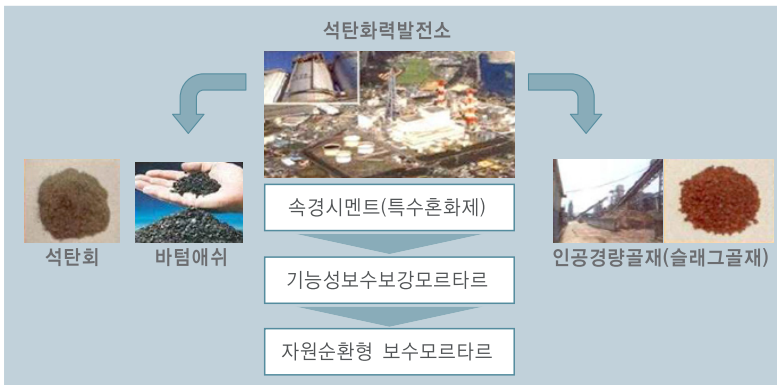 석탄화력발전소
속경시멘트(특수혼화제)
석탄회
바텀애쉬
인공경량골재(슬래그골재)
기능성보수보강모르타르
자원순환형 보수모르타르